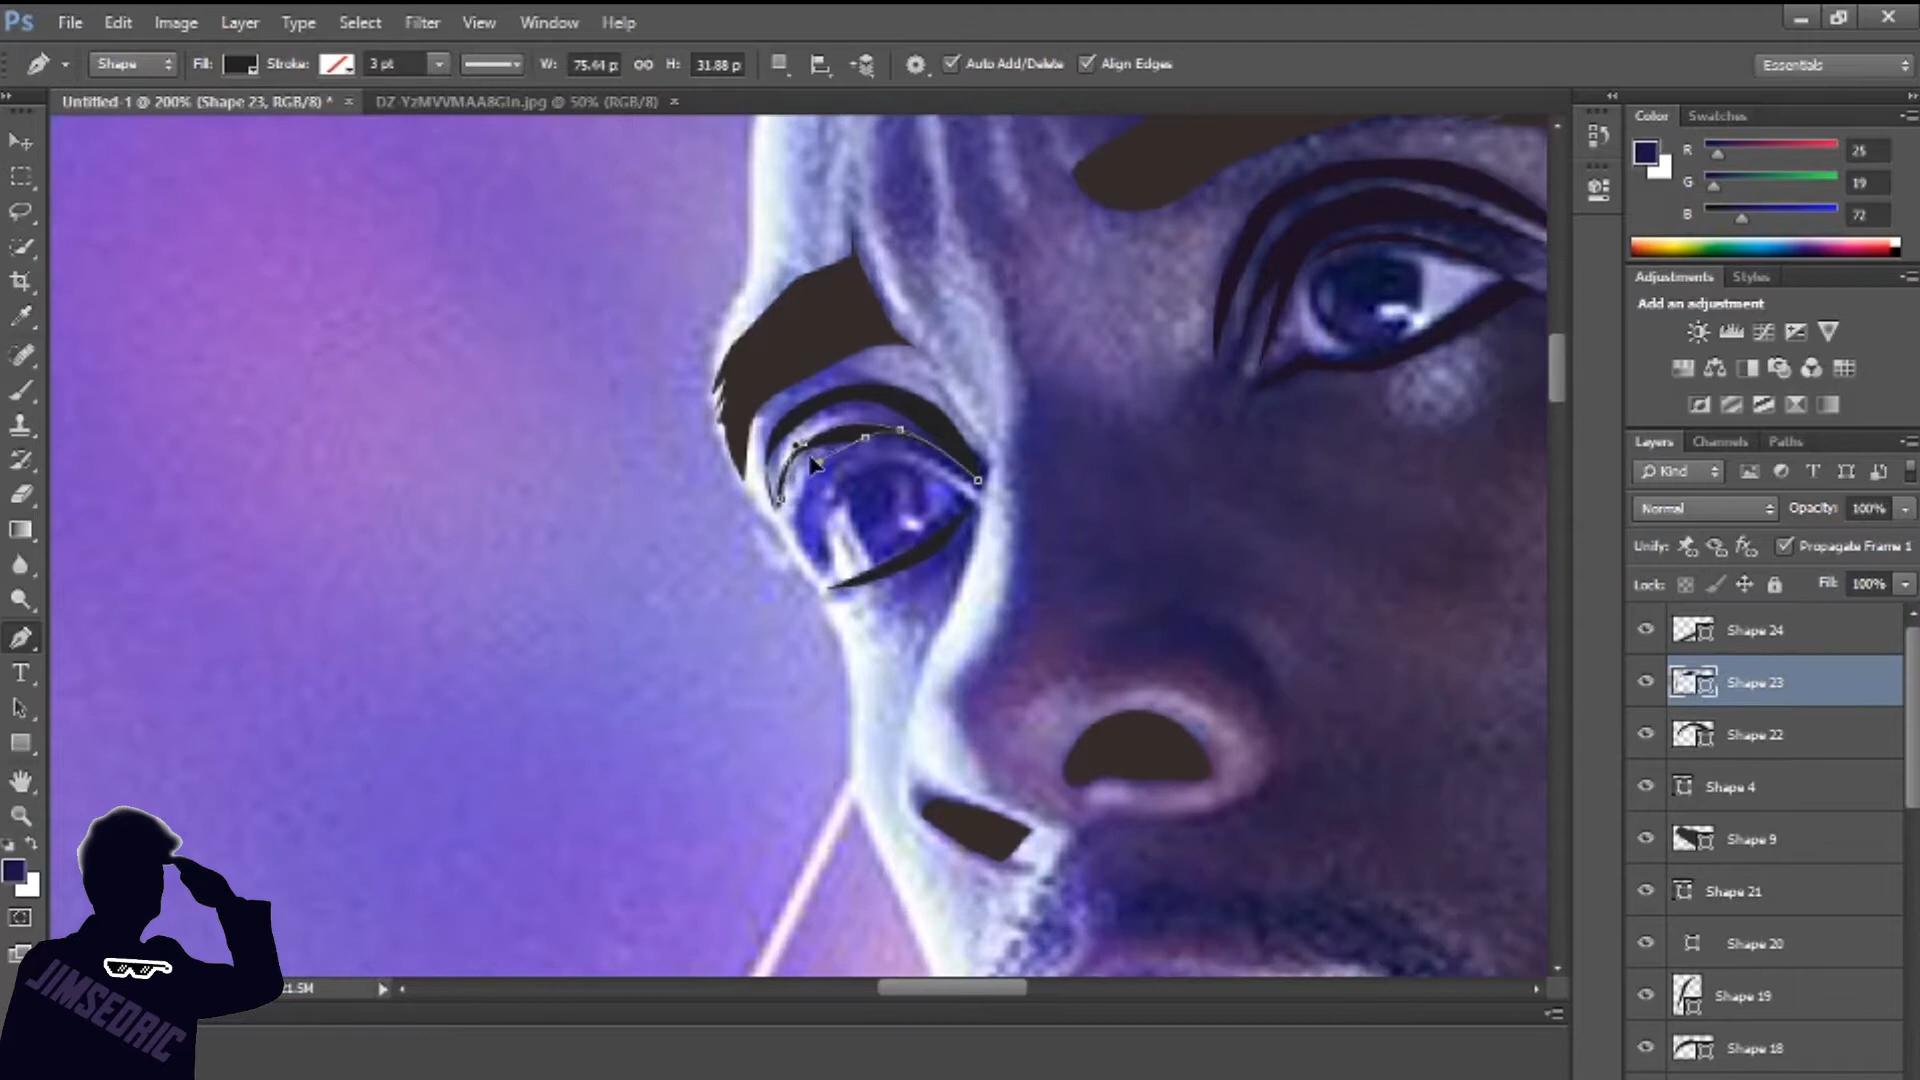 Ps File Edit Image Layer Type Select Filter View Window Help
Shape Fill: Stroke: 3 pt W: 75.44 p H: 31.88 p Auto Add/Delete Align Edges Essentials
Untitled-1 @ 200% (Shape 23, RGB/8) * × DZ-YzMVVMAA8GIn.jpg @ 50% (RGB/8) ×
Color Swatches
R 25
G 19
B 72
Adjustments Styles
Add an adjustment
Layers Channels Paths
Kind
Normal Opacity: 100%
Unify: Propagate Frame 1
Lock: Fill: 100%
Shape 24
Shape 23
Shape 22
Shape 4
Shape 9
Shape 21
Shape 20
Shape 19
Shape 18
T
JIMSEDRIC
21.5M